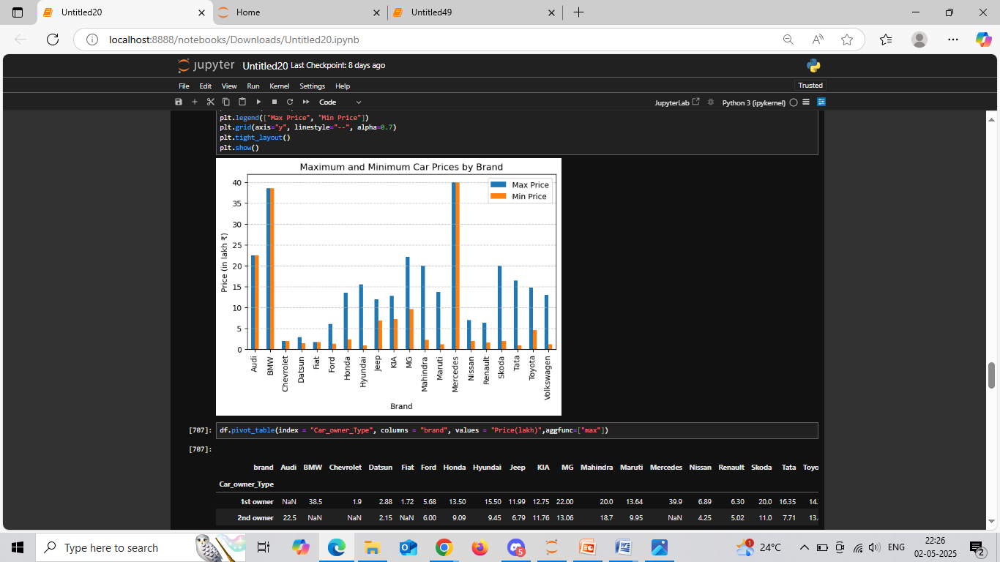 Untitled20
Home
Untitled49
localhost:8888/notebooks/Downloads/Untitled20.ipynb
jupyter Untitled20 Last Checkpoint: 8 days ago
File Edit View Run Kernel Settings Help
Trusted
Code
JupyterLab
Python 3 (ipykernel)
plt.legend(["Max Price", "Min Price"])
plt.grid(axis="y", linestyle="--", alpha=0.7)
plt.tight_layout()
plt.show()
Maximum and Minimum Car Prices by Brand
Max Price
Min Price
Price (in lakh ₹)
40
35
30
25
20
15
10
5
0
Audi BMW Chevrolet Datsun Fiat Ford Honda Hyundai Jeep KIA MG Mahindra Maruti Mercedes Nissan Renault Skoda Tata Toyota Volkswagen
Brand
[707]: df.pivot_table(index = "Car_owner_Type", columns = "brand", values = "Price(lakh)",aggfunc=["max"])
[707]:
brand Audi BMW Chevrolet Datsun Fiat Ford Honda Hyundai Jeep KIA MG Mahindra Maruti Mercedes Nissan Renault Skoda Tata Toyo
Car_owner_Type
1st owner NaN 38.5 1.9 2.88 1.72 5.68 13.50 15.50 11.99 12.75 22.00 20.0 13.64 39.9 6.89 6.30 20.0 16.35 14.
2nd owner 22.5 NaN NaN 2.15 NaN 6.00 9.09 9.45 6.79 11.76 13.06 18.7 9.95 NaN 4.25 5.02 11.0 7.71 13.
Type here to search
5
1
24°C
ENG
22:26
02-05-2025
2